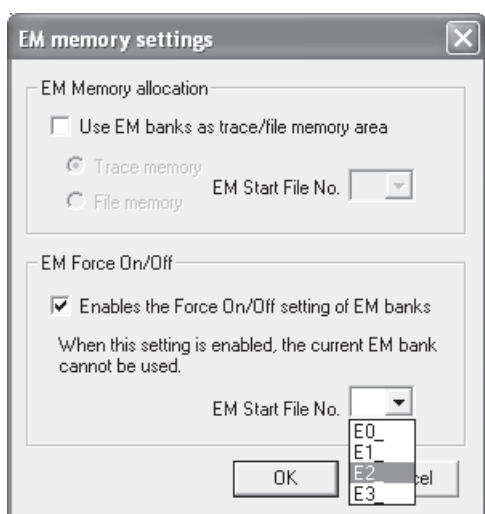 EM memory settings
EM Memory allocation
Use EM banks as trace/file memory area
Trace memory
File memory
EM Start File No.
EM Force On/Off
Enables the Force On/Off setting of EM banks
When this setting is enabled, the current EM bank
cannot be used.
EM Start File No.
E0_
E1_
E2_
E3_
OK
cel